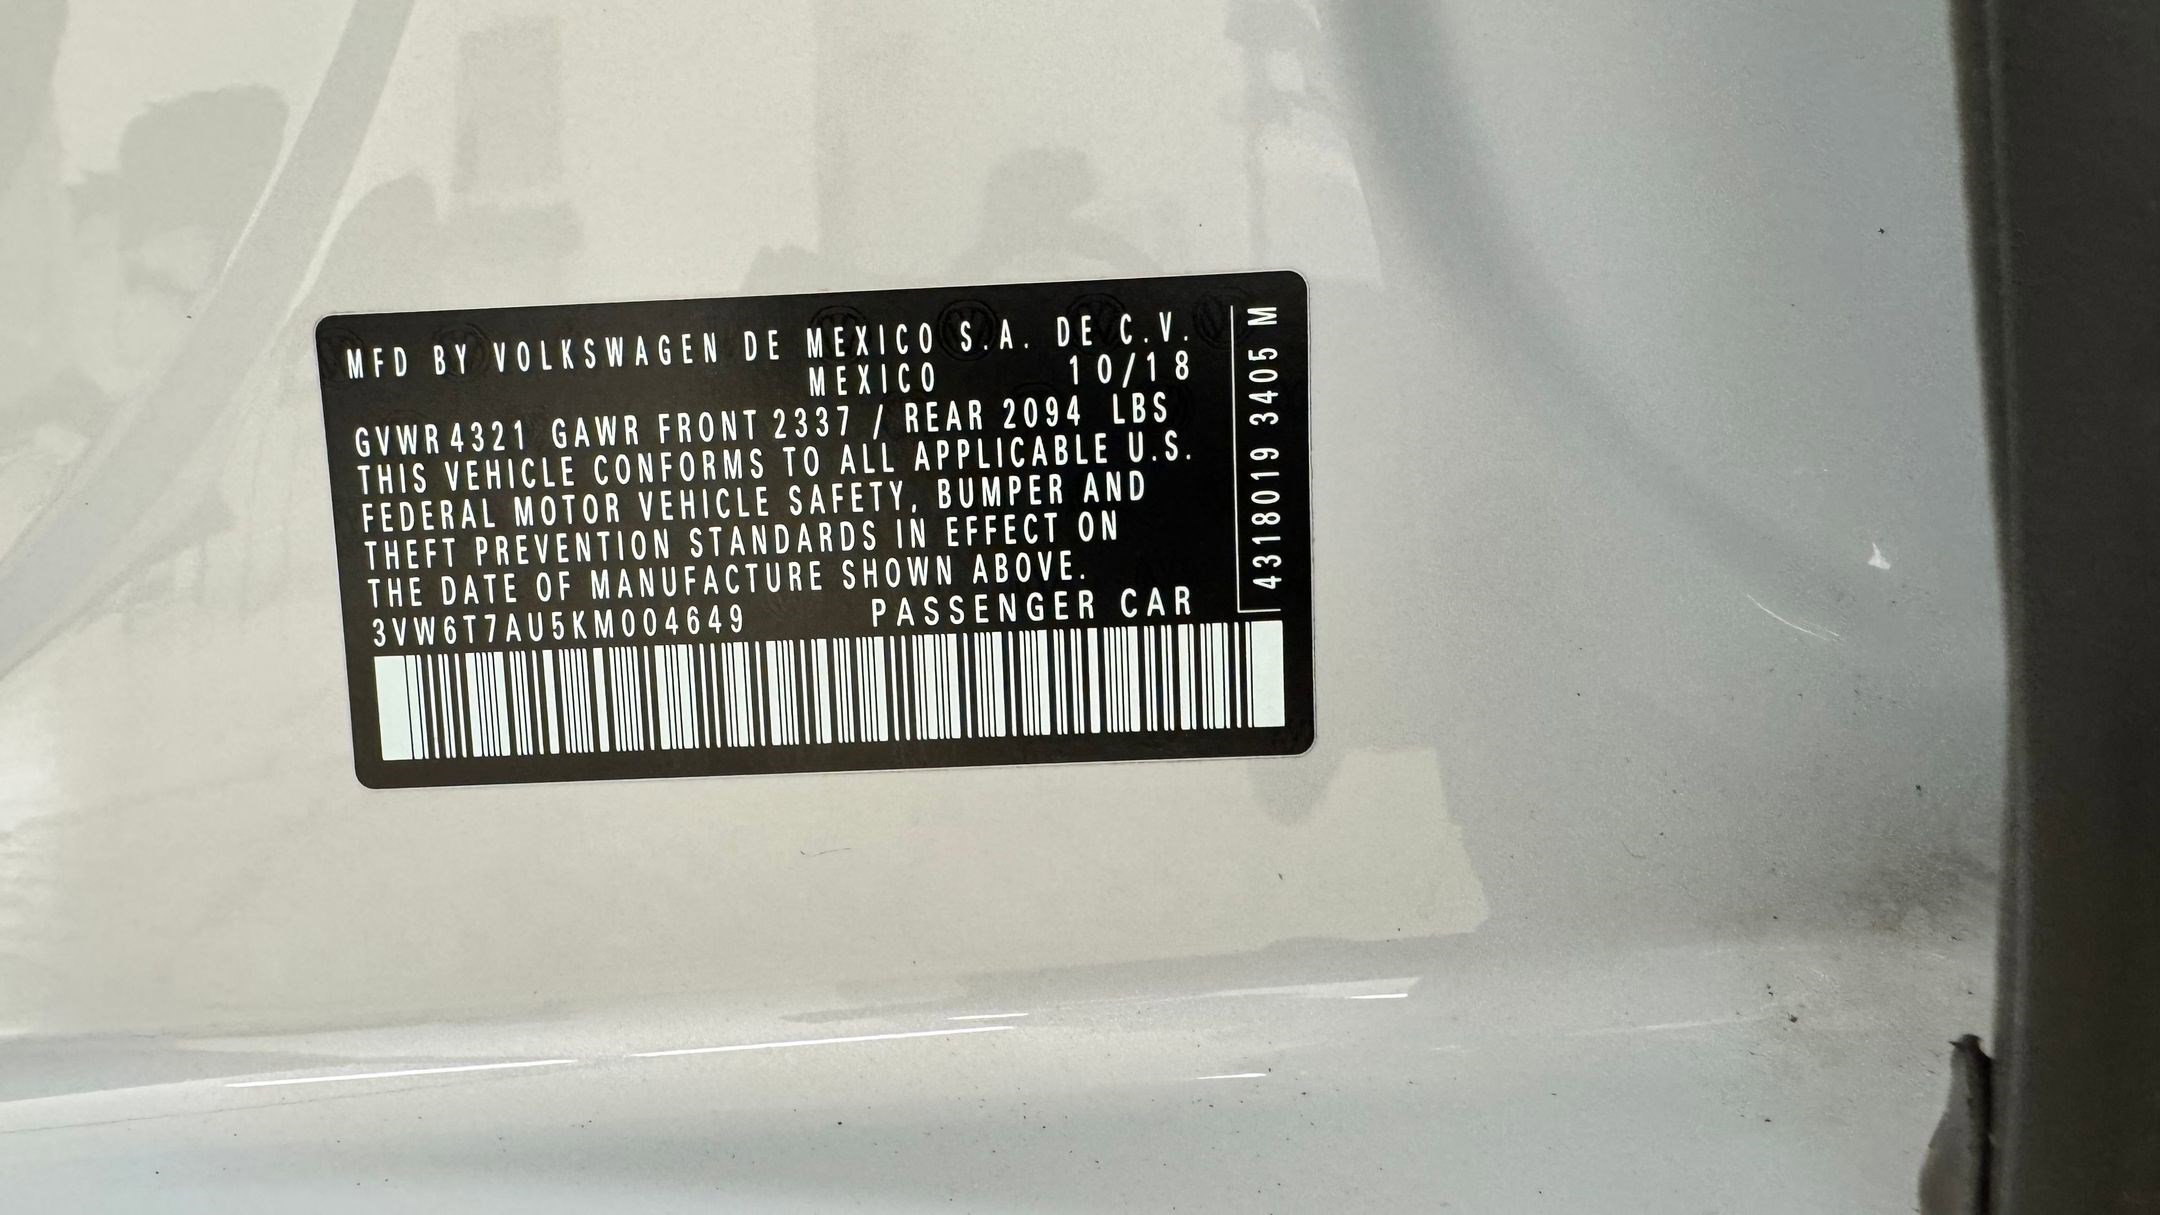 MFD BY VOLKSWAGEN DE MEXICO S.A. DE C.V.
MEXICO 10/18
GVWR 4321 GAWR FRONT 2337 / REAR 2094 LBS
THIS VEHICLE CONFORMS TO ALL APPLICABLE U.S.
FEDERAL MOTOR VEHICLE SAFETY, BUMPER AND
THEFT PREVENTION STANDARDS IN EFFECT ON
THE DATE OF MANUFACTURE SHOWN ABOVE.
3VW6T7AU5KM004649 PASSENGER CAR
4318019 3405 M